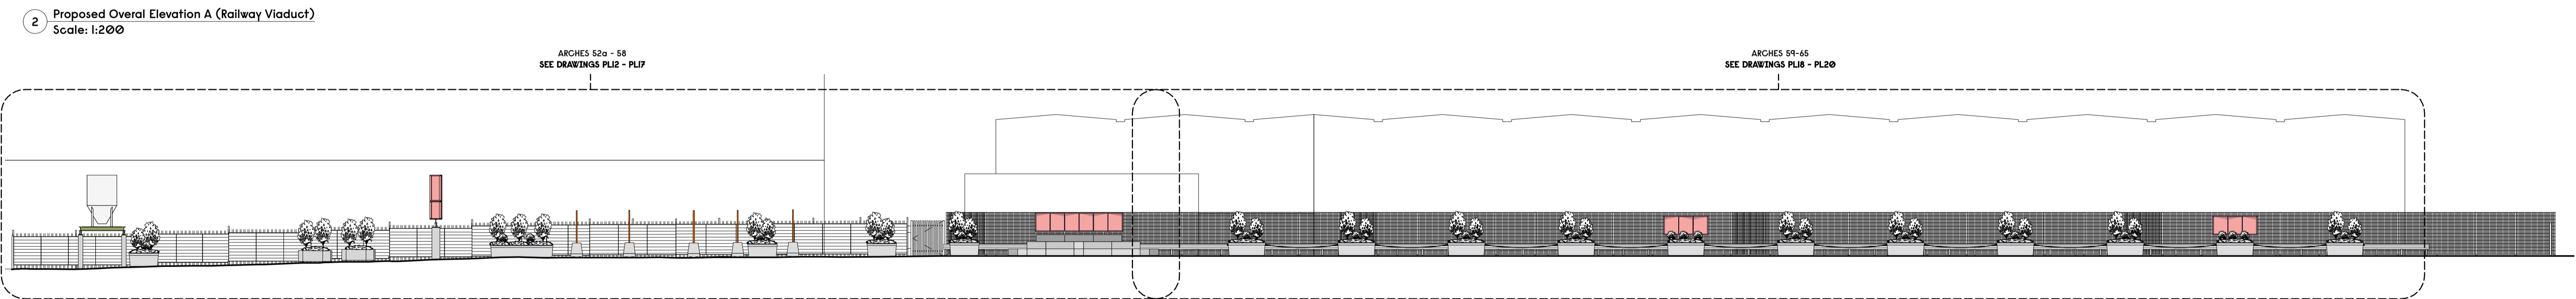 2
Proposed Overal Elevation A (Railway Viaduct)
Scale: 1:200
ARCHES 52a - 58
SEE DRAWINGS PL12 - PL17
ARCHES 59-65
SEE DRAWINGS PL18 - PL20